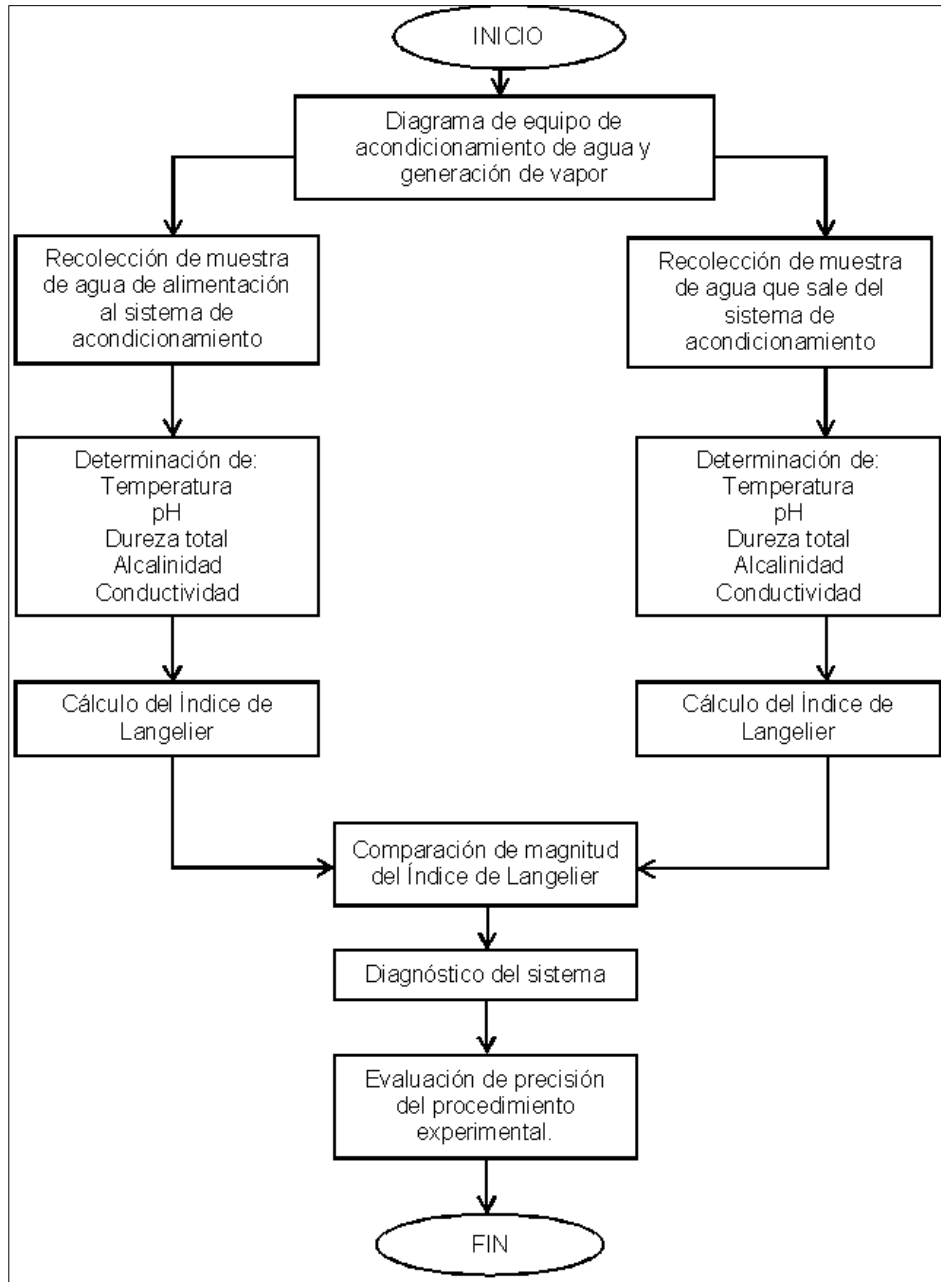 INICIO
Diagrama de equipo de
acondicionamiento de agua y
generación de vapor
Recolección de muestra
de agua de alimentación
al sistema de
acondicionamiento
Recolección de muestra
de agua que sale del
sistema de
acondicionamiento
Determinación de:
Temperatura
pH
Dureza total
Alcalinidad
Conductividad
Determinación de:
Temperatura
pH
Dureza total
Alcalinidad
Conductividad
Cálculo del Índice de
Langelier
Cálculo del Índice de
Langelier
Comparación de magnitud
del Índice de Langelier
Diagnóstico del sistema
Evaluación de precisión
del procedimiento
experimental.
FIN